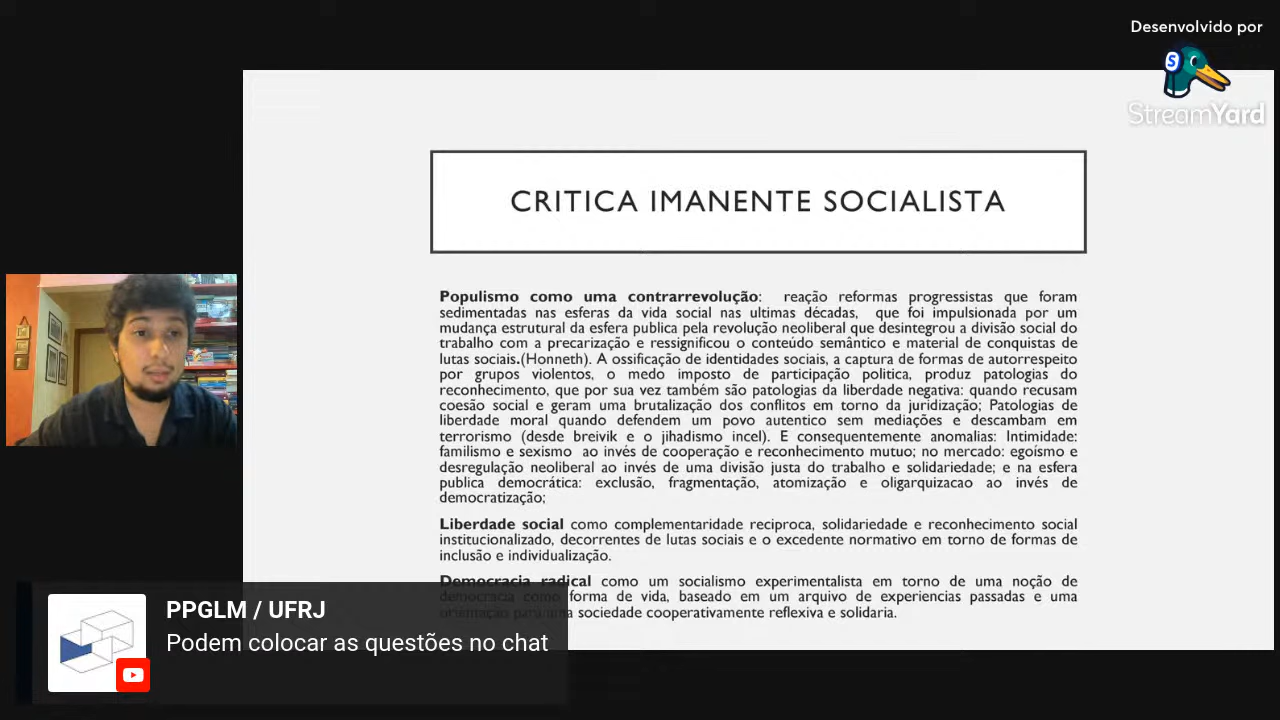 Desenvolvido por
StreamYard
CRITICA IMANENTE SOCIALISTA
Populismo como uma contrarrevolução: reação reformas progressistas que foram
sedimentadas nas esferas da vida social nas ultimas décadas, que foi impulsionada por um
mudança estrutural da esfera publica pela revolução neoliberal que desintegrou a divisão social do
trabalho com a precarização e ressignificou o conteúdo semântico e material de conquistas de
lutas sociais.(Honneth). A ossificação de identidades sociais, a captura de formas de autorrespeito
por grupos violentos, o medo imposto de participação politica, produz patologias do
reconhecimento, que por sua vez também são patologias da liberdade negativa: quando recusam
coesão social e geram uma brutalização dos conflitos em torno da juridização; Patologias de
liberdade moral quando defendem um povo autentico sem mediações e descambam em
terrorismo (desde breivik e o jihadismo incel). E consequentemente anomalias: Intimidade:
familismo e sexismo ao invés de cooperação e reconhecimento mutuo; no mercado: egoísmo e
desregulação neoliberal ao invés de uma divisão justa do trabalho e solidariedade; e na esfera
publica democrática: exclusão, fragmentação, atomização e oligarquizacao ao invés de
democratização;
Liberdade social como complementaridade reciproca, solidariedade e reconhecimento social
institucionalizado, decorrentes de lutas sociais e o excedente normativo em torno de formas de
inclusão e individualização.
Democracia radical como um socialismo experimentalista em torno de uma noção de
democracia como forma de vida, baseado em um arquivo de experiencias passadas e uma
orientação para uma sociedade cooperativamente reflexiva e solidaria.
PPGLM / UFRJ
Podem colocar as questões no chat